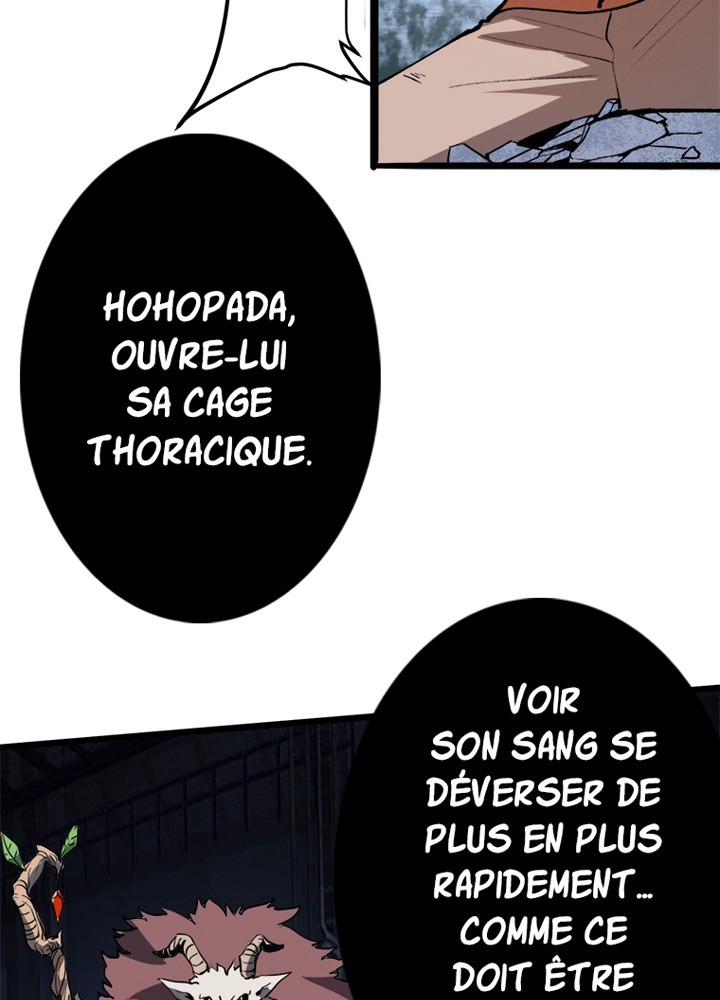 HOHOPADA,
OUVRE-LUI
SA CAGE
THORACIQUE.
VOIR
SON SANG SE
DÉVERSER DE
PLUS EN PLUS
RAPIDEMENT...
COMME CE
DOIT ÊTRE